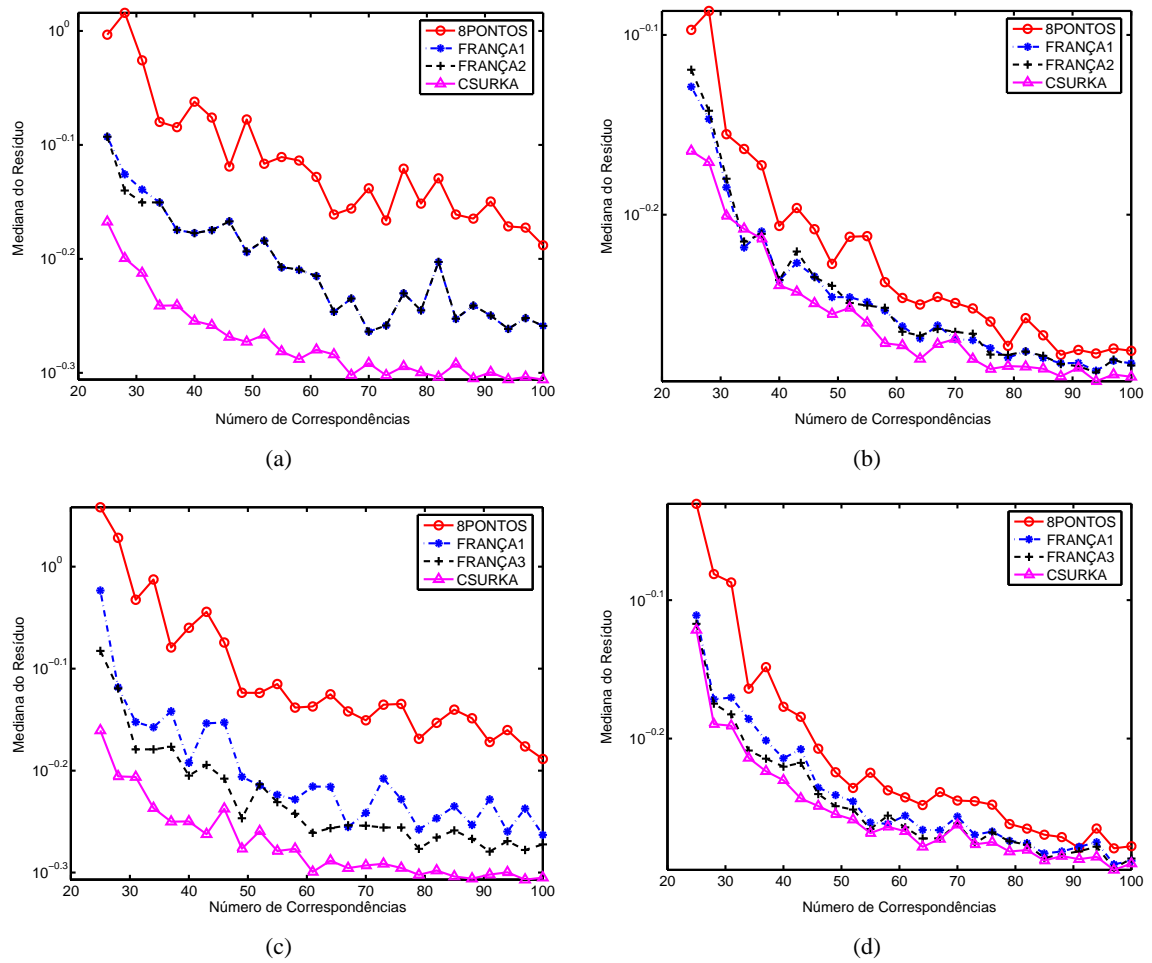 10^0
10^−0.1
10^−0.2
10^−0.3
Mediana do Resíduo
8PONTOS
FRANÇA1
FRANÇA2
CSURKA
20 30 40 50 60 70 80 90 100
Número de Correspondências
(a)
10^−0.1
10^−0.2
Mediana do Resíduo
8PONTOS
FRANÇA1
FRANÇA2
CSURKA
20 30 40 50 60 70 80 90 100
Número de Correspondências
(b)
10^0
10^−0.1
10^−0.2
10^−0.3
Mediana do Resíduo
8PONTOS
FRANÇA1
FRANÇA3
CSURKA
20 30 40 50 60 70 80 90 100
Número de Correspondências
(c)
10^−0.1
10^−0.2
Mediana do Resíduo
8PONTOS
FRANÇA1
FRANÇA3
CSURKA
20 30 40 50 60 70 80 90 100
Número de Correspondências
(d)